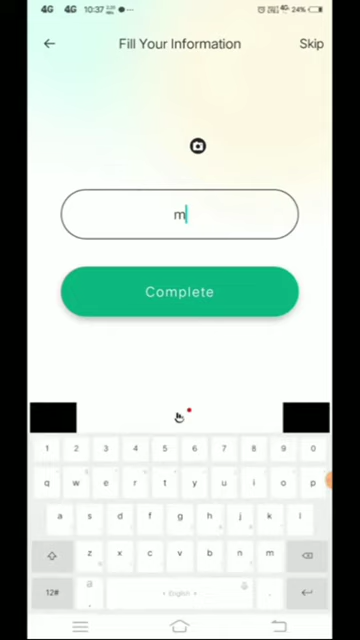 4G 4G 10:37 24%
Fill Your Information Skip
m
Complete
1 2 3 4 5 6 7 8 9 0
q w e r t y u i o p
a s d f g h j k l
z x c v b n m
12# English